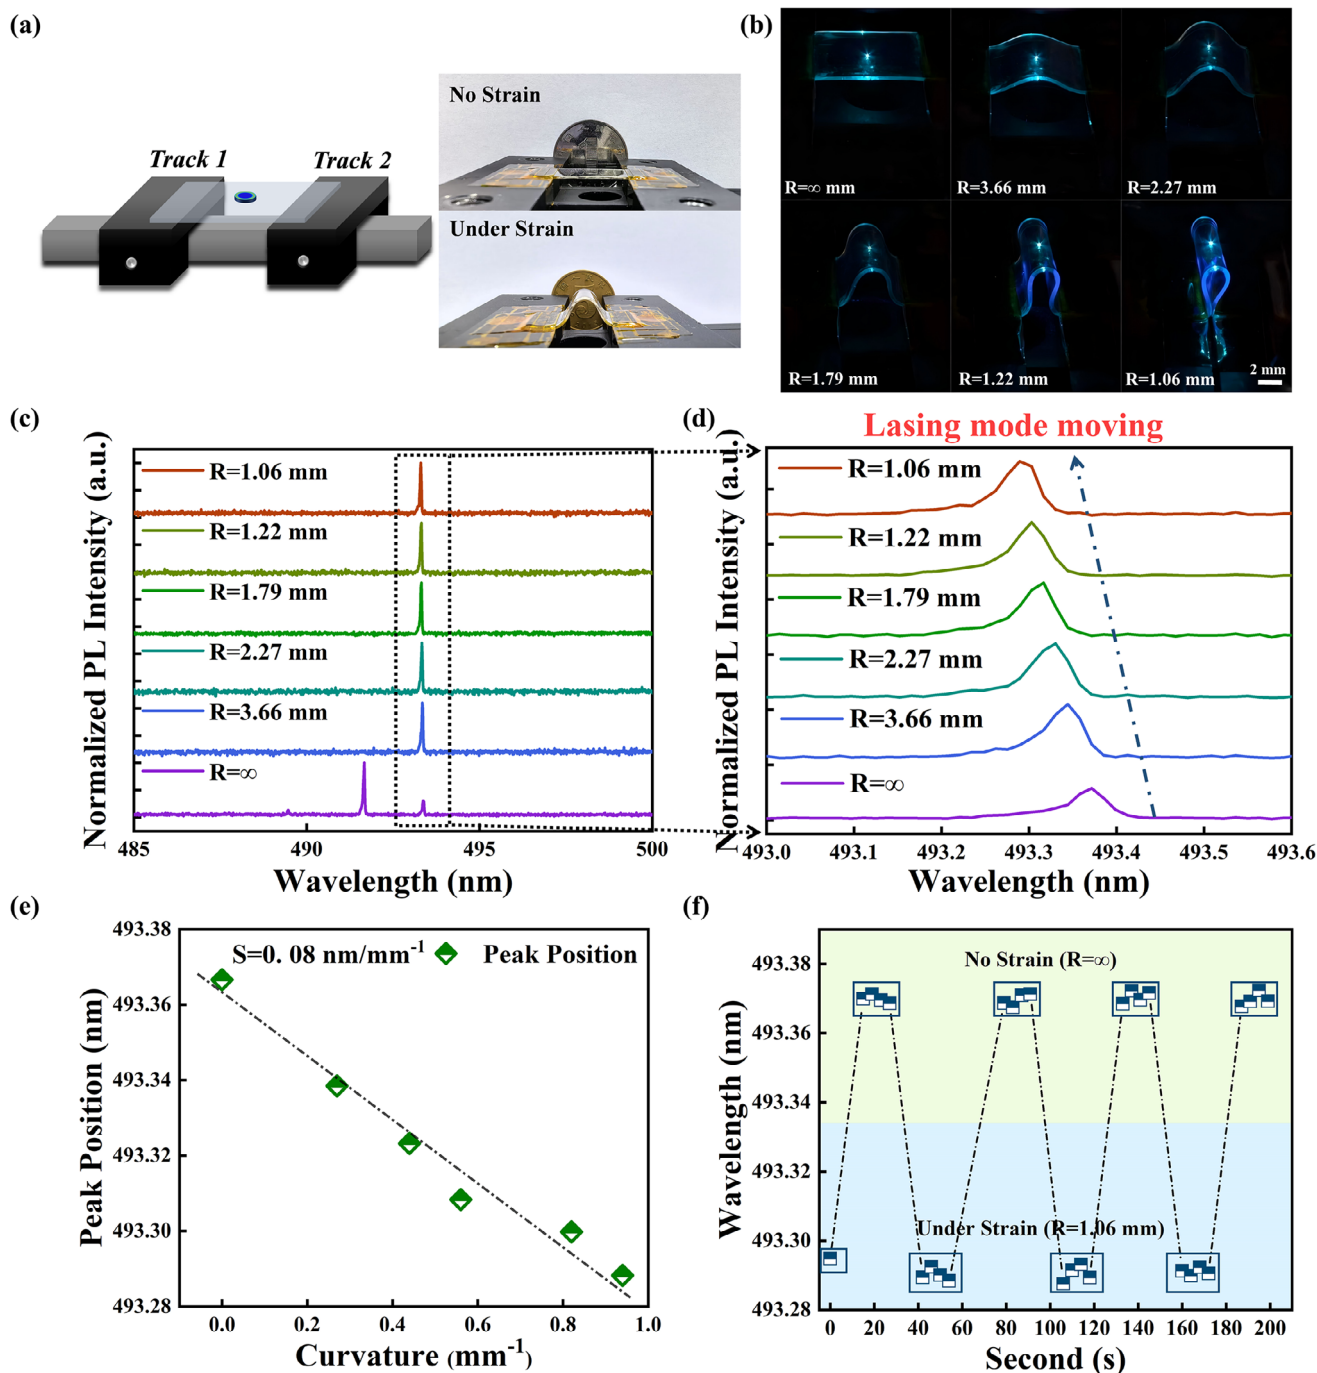 (a)
Track 1
Track 2
No Strain
Under Strain
(b)
R=∞ mm
R=3.66 mm
R=2.27 mm
R=1.79 mm
R=1.22 mm
R=1.06 mm
2 mm
(c)
Normalized PL Intensity (a.u.)
R=1.06 mm
R=1.22 mm
R=1.79 mm
R=2.27 mm
R=3.66 mm
R=∞
485
490
495
500
Wavelength (nm)
(d)
Lasing mode moving
Normalized PL Intensity (a.u.)
R=1.06 mm
R=1.22 mm
R=1.79 mm
R=2.27 mm
R=3.66 mm
R=∞
493.0
493.1
493.2
493.3
493.4
493.5
493.6
Wavelength (nm)
(e)
Peak Position (nm)
493.38
493.36
493.34
493.32
493.30
493.28
S=0. 08 nm/mm⁻¹
Peak Position
0.0
0.2
0.4
0.6
0.8
1.0
Curvature (mm⁻¹)
(f)
Wavelength (nm)
493.38
493.36
493.34
493.32
493.30
493.28
No Strain (R=∞)
Under Strain (R=1.06 mm)
0
20
40
60
80
100
120
140
160
180
200
Second (s)